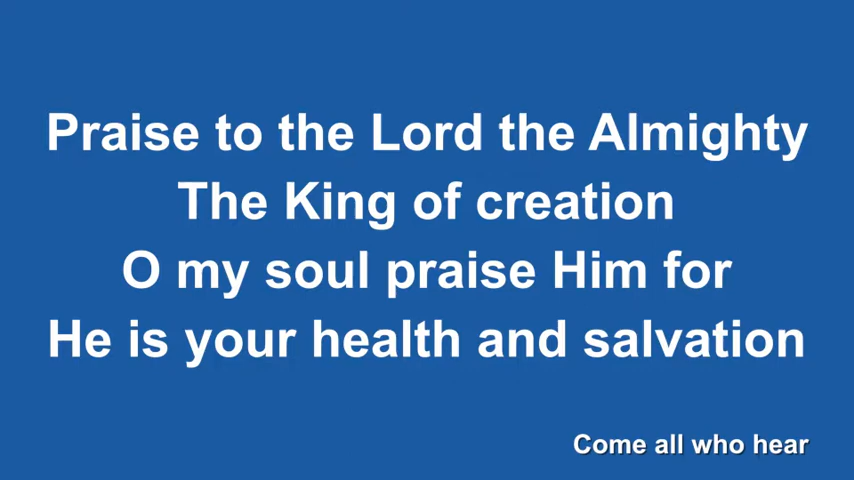 Praise to the Lord the Almighty
The King of creation
O my soul praise Him for
He is your health and salvation
Come all who hear